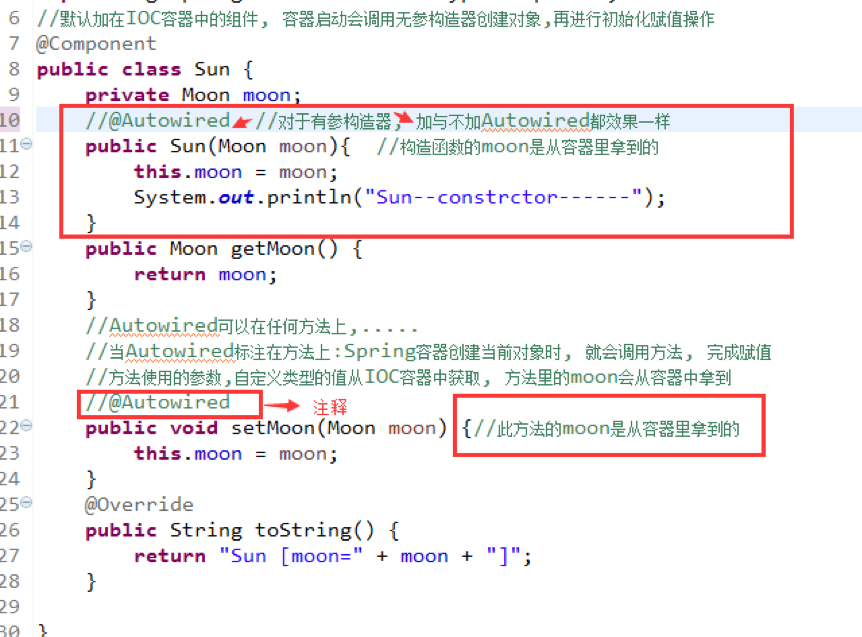 6 //默认加在IOC容器中的组件, 容器启动会调用无参构造器创建对象,再进行初始化赋值操作
7 @Component
8 public class Sun {
9 private Moon moon;
10 //@Autowired //对于有参构造器, 加与不加Autowired都效果一样
11 public Sun(Moon moon){ //构造函数的moon是从容器里拿到的
12 this.moon = moon;
13 System.out.println("Sun--constrctor------");
14 }
15 public Moon getMoon() {
16 return moon;
17 }
18 //Autowired可以在任何方法上,.....
19 //当Autowired标注在方法上:Spring容器创建当前对象时, 就会调用方法, 完成赋值
20 //方法使用的参数,自定义类型的值从IOC容器中获取, 方法里的moon会从容器中拿到
21 //@Autowired 注释
22 public void setMoon(Moon moon) {//此方法的moon是从容器里拿到的
23 this.moon = moon;
24 }
25 @Override
26 public String toString() {
27 return "Sun [moon=" + moon + "]";
28 }
29
30 }